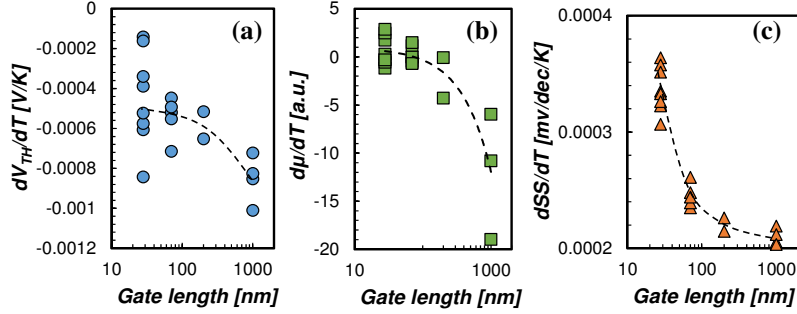 (a)
dV_TH/dT [V/K]
0
-0.0002
-0.0004
-0.0006
-0.0008
-0.001
-0.0012
10 100 1000
Gate length [nm]
(b)
dμ/dT [a.u.]
5
0
-5
-10
-15
-20
10 100 1000
Gate length [nm]
(c)
dSS/dT [mv/dec/K]
0.0004
0.0003
0.0002
10 100 1000
Gate length [nm]